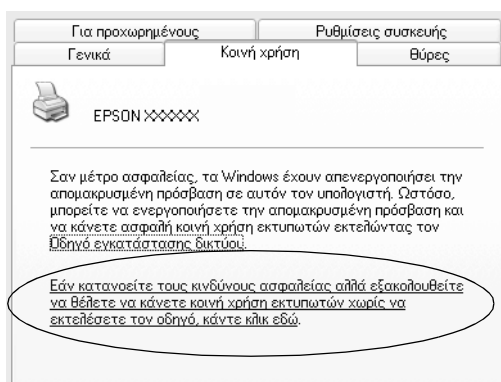 Για προχωρημένους Ρυθμίσεις συσκευής
Γενικά Κοινή χρήση Θύρες
EPSON XXXXXX
Σαν μέτρο ασφαλείας, τα Windows έχουν απενεργοποιήσει την
απομακρυσμένη πρόσβαση σε αυτόν τον υπολογιστή. Ωστόσο,
μπορείτε να ενεργοποιήσετε την απομακρυσμένη πρόσβαση και
να κάνετε ασφαλή κοινή χρήση εκτυπωτών εκτελώντας τον
Οδηγό εγκατάστασης δικτύου.
Εάν κατανοείτε τους κινδύνους ασφαλείας αλλά εξακολουθείτε
να θέλετε να κάνετε κοινή χρήση εκτυπωτών χωρίς να
εκτελέσετε τον οδηγό, κάντε κλικ εδώ.